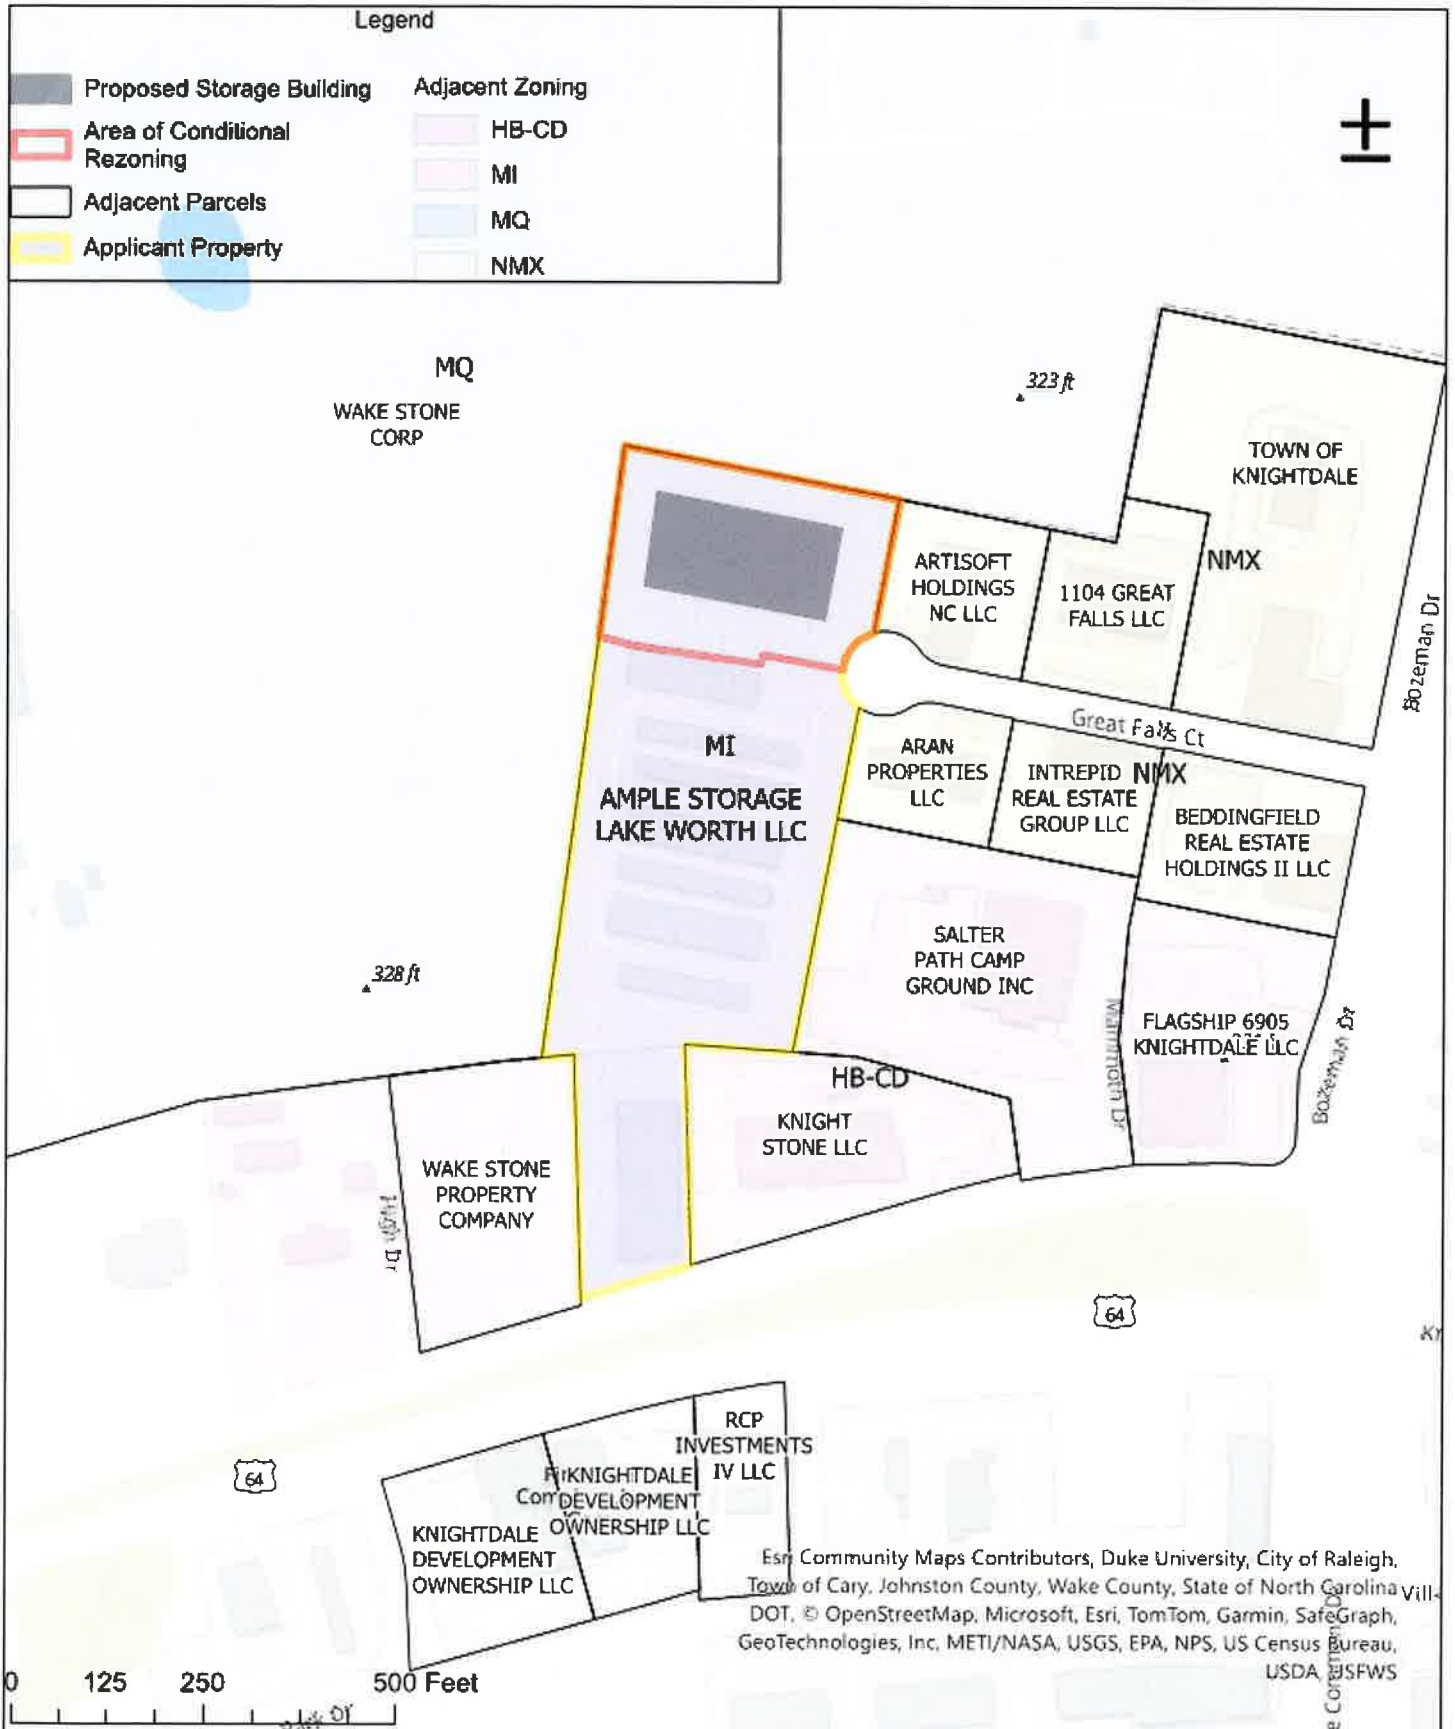 Legend
Proposed Storage Building
Area of Conditional
Rezoning
Adjacent Parcels
Applicant Property
Adjacent Zoning
HB-CD
MI
MQ
NMX
MQ
WAKE STONE
CORP
323 ft
TOWN OF
KNIGHTDALE
NMX
ARTISOFT
HOLDINGS
NC LLC
1104 GREAT
FALLS LLC
Bozeman Dr
Great Falls Ct
MI
AMPLE STORAGE
LAKE WORTH LLC
ARAN
PROPERTIES
LLC
INTREPID
REAL ESTATE
GROUP LLC
NMX
BEDDINGFIELD
REAL ESTATE
HOLDINGS II LLC
SALTER
PATH CAMP
GROUND INC
328 ft
Mammoth Dr
FLAGSHIP 6905
KNIGHTDALE LLC
Bozeman Dr
HB-CD
KNIGHT
STONE LLC
WAKE STONE
PROPERTY
COMPANY
Hugh Dr
64
Kr
RCP
INVESTMENTS
IV LLC
64
KNIGHTDALE
DEVELOPMENT
OWNERSHIP LLC
KNIGHTDALE
DEVELOPMENT
OWNERSHIP LLC
Esri Community Maps Contributors, Duke University, City of Raleigh,
Town of Cary, Johnston County, Wake County, State of North Carolina
DOT, © OpenStreetMap, Microsoft, Esri, TomTom, Garmin, SafeGraph,
GeoTechnologies, Inc, METI/NASA, USGS, EPA, NPS, US Census Bureau,
USDA, USFWS
0 125 250 500 Feet